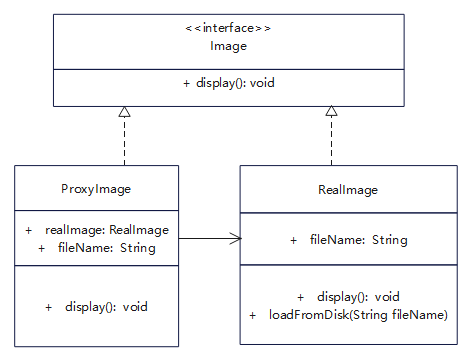 <<interface>>
Image
+ display(): void
ProxyImage
+ realImage: RealImage
+ fileName: String
+ display(): void
RealImage
+ fileName: String
+ display(): void
+ loadFromDisk(String fileName)